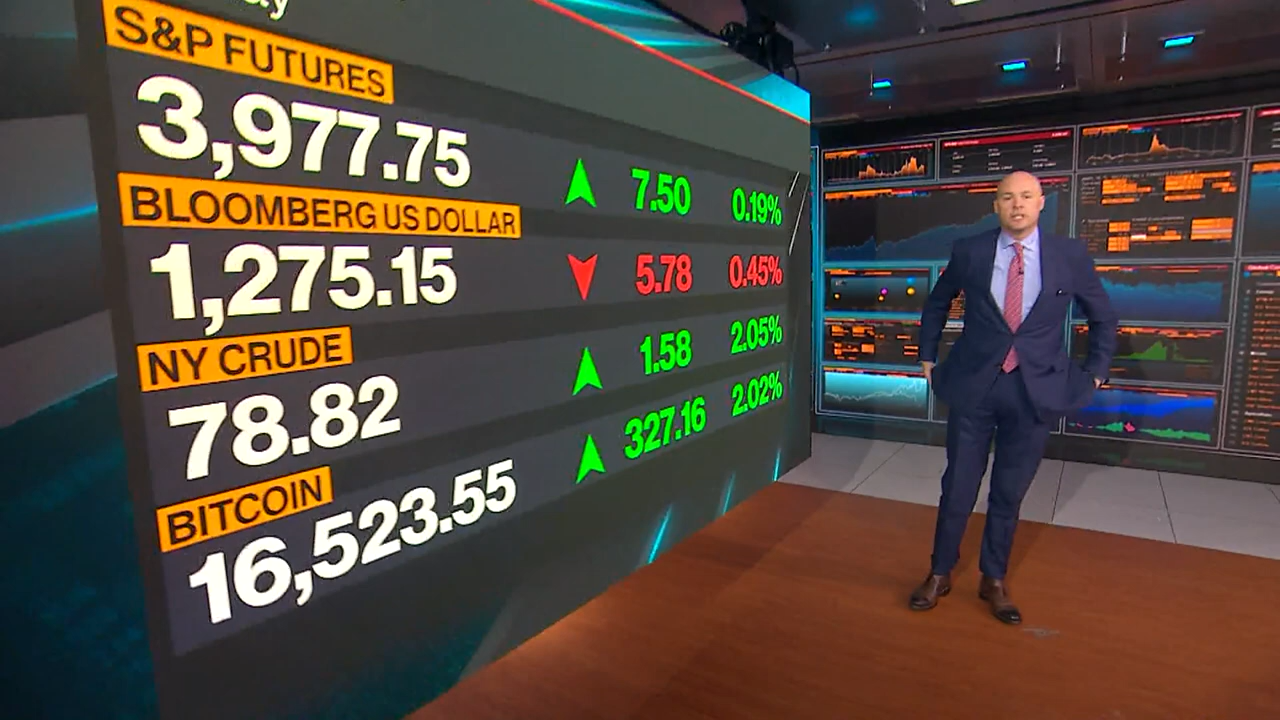 S&P FUTURES
3,977.75 7.50 0.19%
BLOOMBERG US DOLLAR
1,275.15 5.78 0.45%
NY CRUDE
78.82 1.58 2.05%
BITCOIN
16,523.55 327.16 2.02%